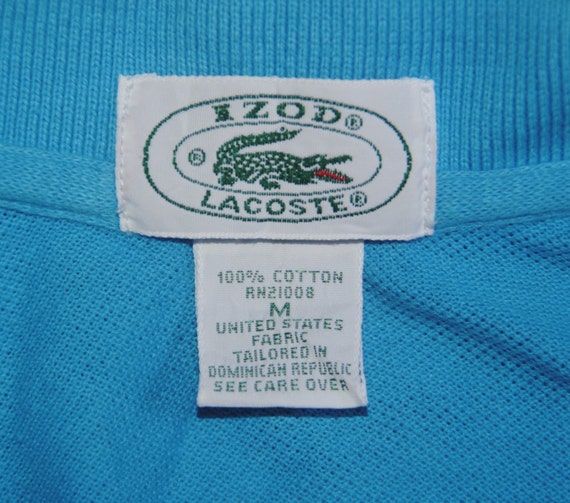 IZOD®
®
®
LACOSTE®
100% COTTON
RN21008
M
UNITED STATES
FABRIC
TAILORED IN
DOMINICAN REPUBLIC
SEE CARE OVER